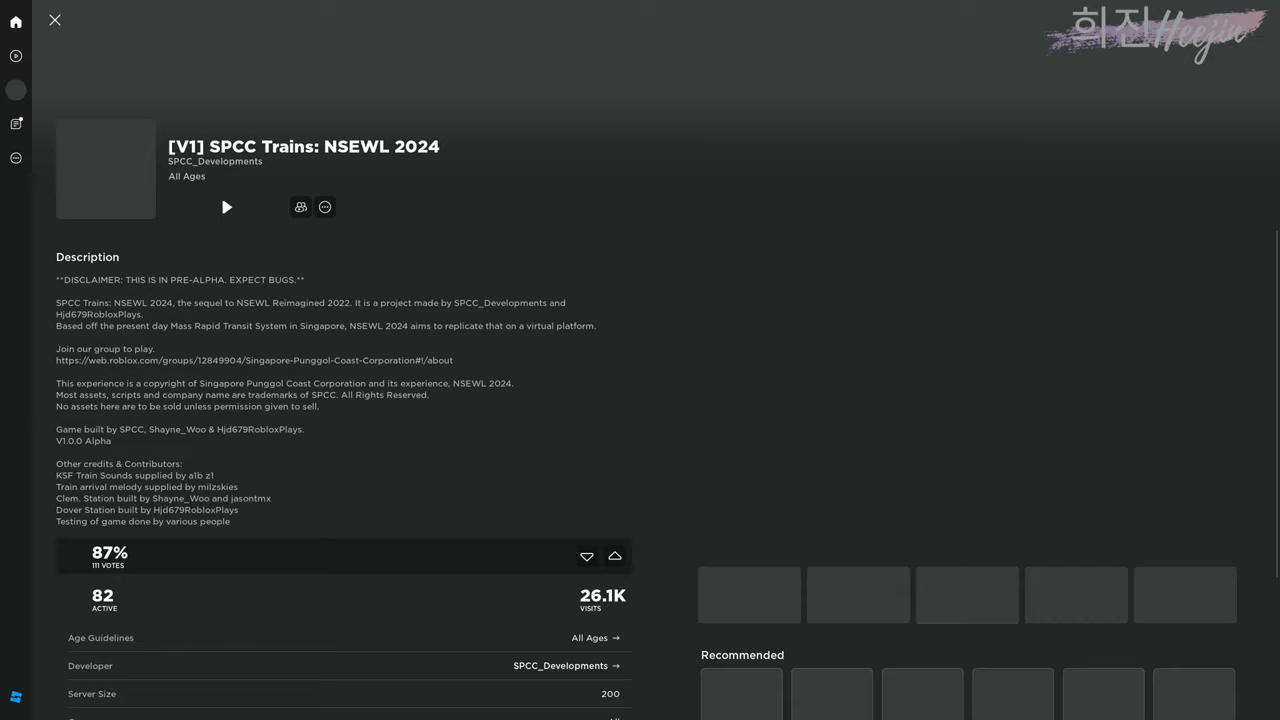 희진Heejin
[V1] SPCC Trains: NSEWL 2024
SPCC_Developments
All Ages
Description
**DISCLAIMER: THIS IS IN PRE-ALPHA. EXPECT BUGS.**
SPCC Trains: NSEWL 2024, the sequel to NSEWL Reimagined 2022. It is a project made by SPCC_Developments and
Hjd679RobloxPlays.
Based off the present day Mass Rapid Transit System in Singapore, NSEWL 2024 aims to replicate that on a virtual platform.
Join our group to play.
https://web.roblox.com/groups/12849904/Singapore-Punggol-Coast-Corporation#!/about
This experience is a copyright of Singapore Punggol Coast Corporation and its experience, NSEWL 2024.
Most assets, scripts and company name are trademarks of SPCC. All Rights Reserved.
No assets here are to be sold unless permission given to sell.
Game built by SPCC, Shayne_Woo & Hjd679RobloxPlays.
V1.0.0 Alpha
Other credits & Contributors:
KSF Train Sounds supplied by a1b z1
Train arrival melody supplied by milzskies
Clem. Station built by Shayne_Woo and jasontmx
Dover Station built by Hjd679RobloxPlays
Testing of game done by various people
87%
111 VOTES
82
ACTIVE
26.1K
VISITS
Age Guidelines
All Ages →
Developer
SPCC_Developments →
Server Size
200
Recommended